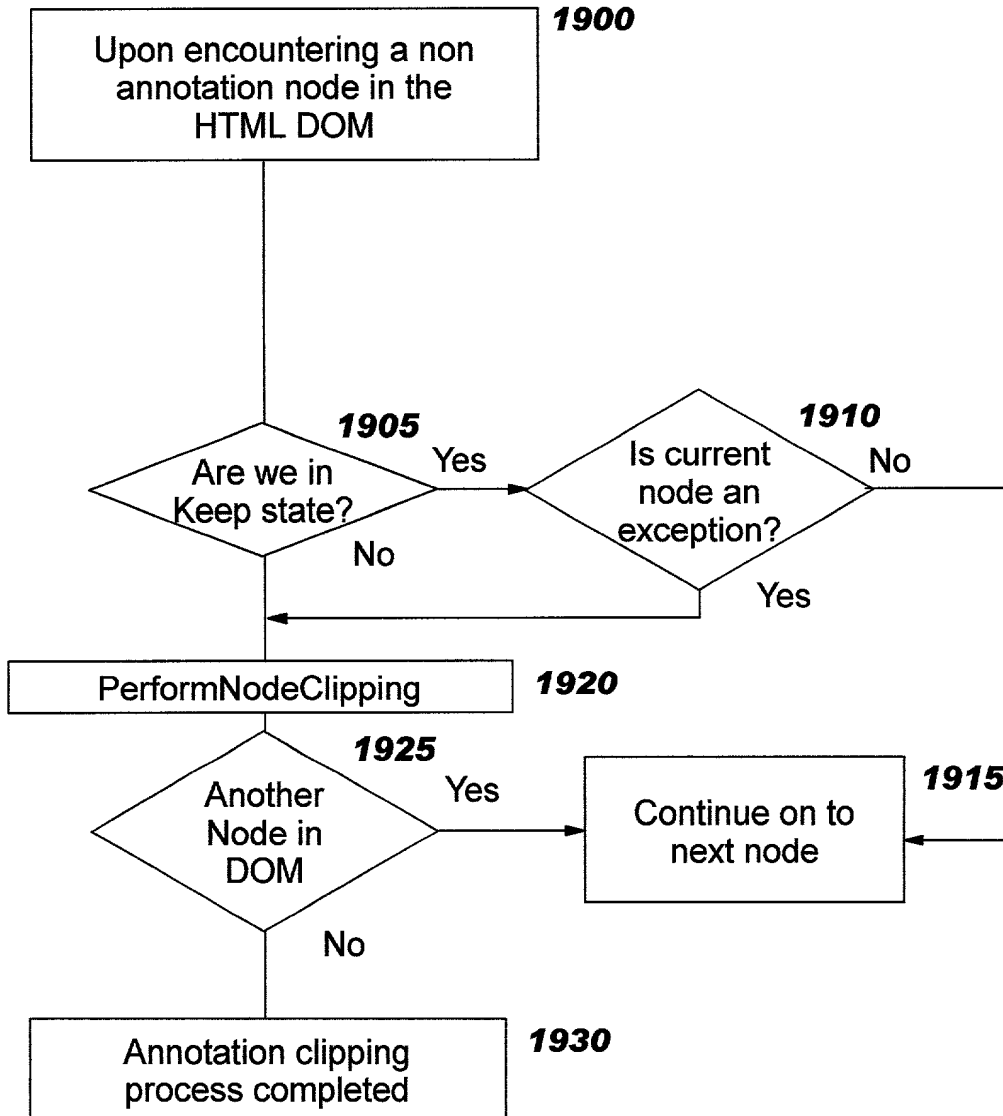 1900
Upon encountering a non
annotation node in the
HTML DOM
1905
Are we in
Keep state?
Yes
No
1910
Is current
node an
exception?
No
Yes
PerformNodeClipping
1920
1925
Another
Node in
DOM
Yes
No
1915
Continue on to
next node
Annotation clipping
process completed
1930